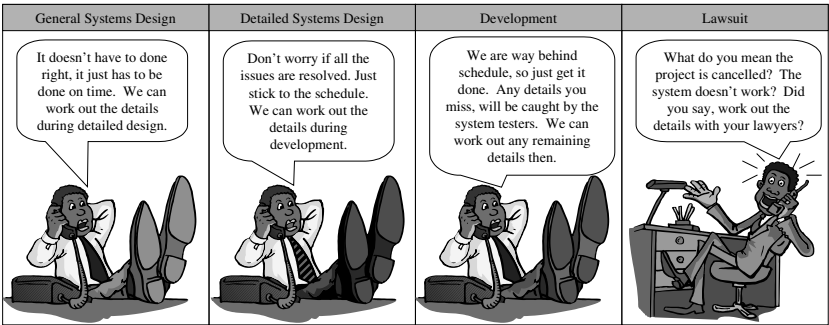 General Systems Design
It doesn't have to done
right, it just has to be
done on time.  We can
work out the details
during detailed design.
Detailed Systems Design
Don't worry if all the
issues are resolved. Just
stick to the schedule.
We can work out the
details during
development.
Development
We are way behind
schedule, so just get it
done.  Any details you
miss, will be caught by the
system testers.  We can
work out any remaining
details then.
Lawsuit
What do you mean the
project is cancelled?  The
system doesn't work?  Did
you say, work out the
details with your lawyers?